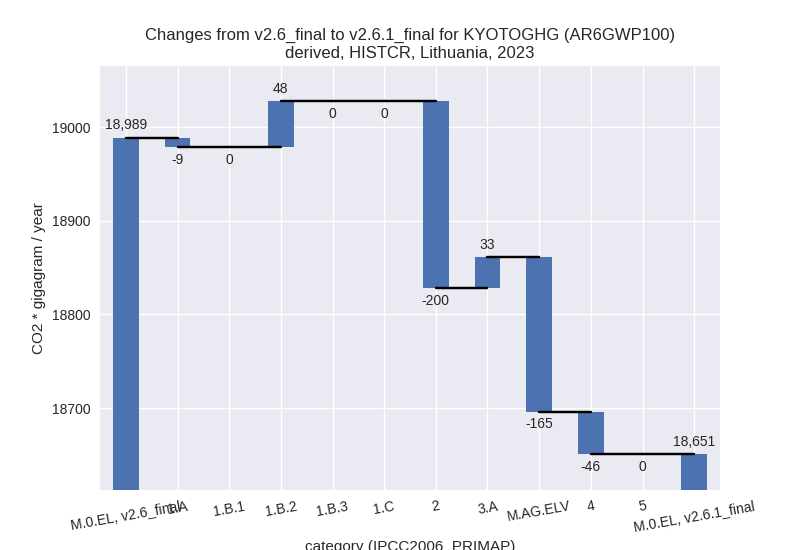 Changes from v2.6_final to v2.6.1_final for KYOTOGHG (AR6GWP100)
derived, HISTCR, Lithuania, 2023
CO2 * gigagram / year
19000
18900
18800
18700
18,989
-9
0
48
0
0
-200
33
-165
-46
0
18,651
M.0.EL, v2.6_final
1.A
1.B.1
1.B.2
1.B.3
1.C
2
3.A
M.AG.ELV
4
5
M.0.EL, v2.6.1_final
category (IPCC2006_PRIMAP)